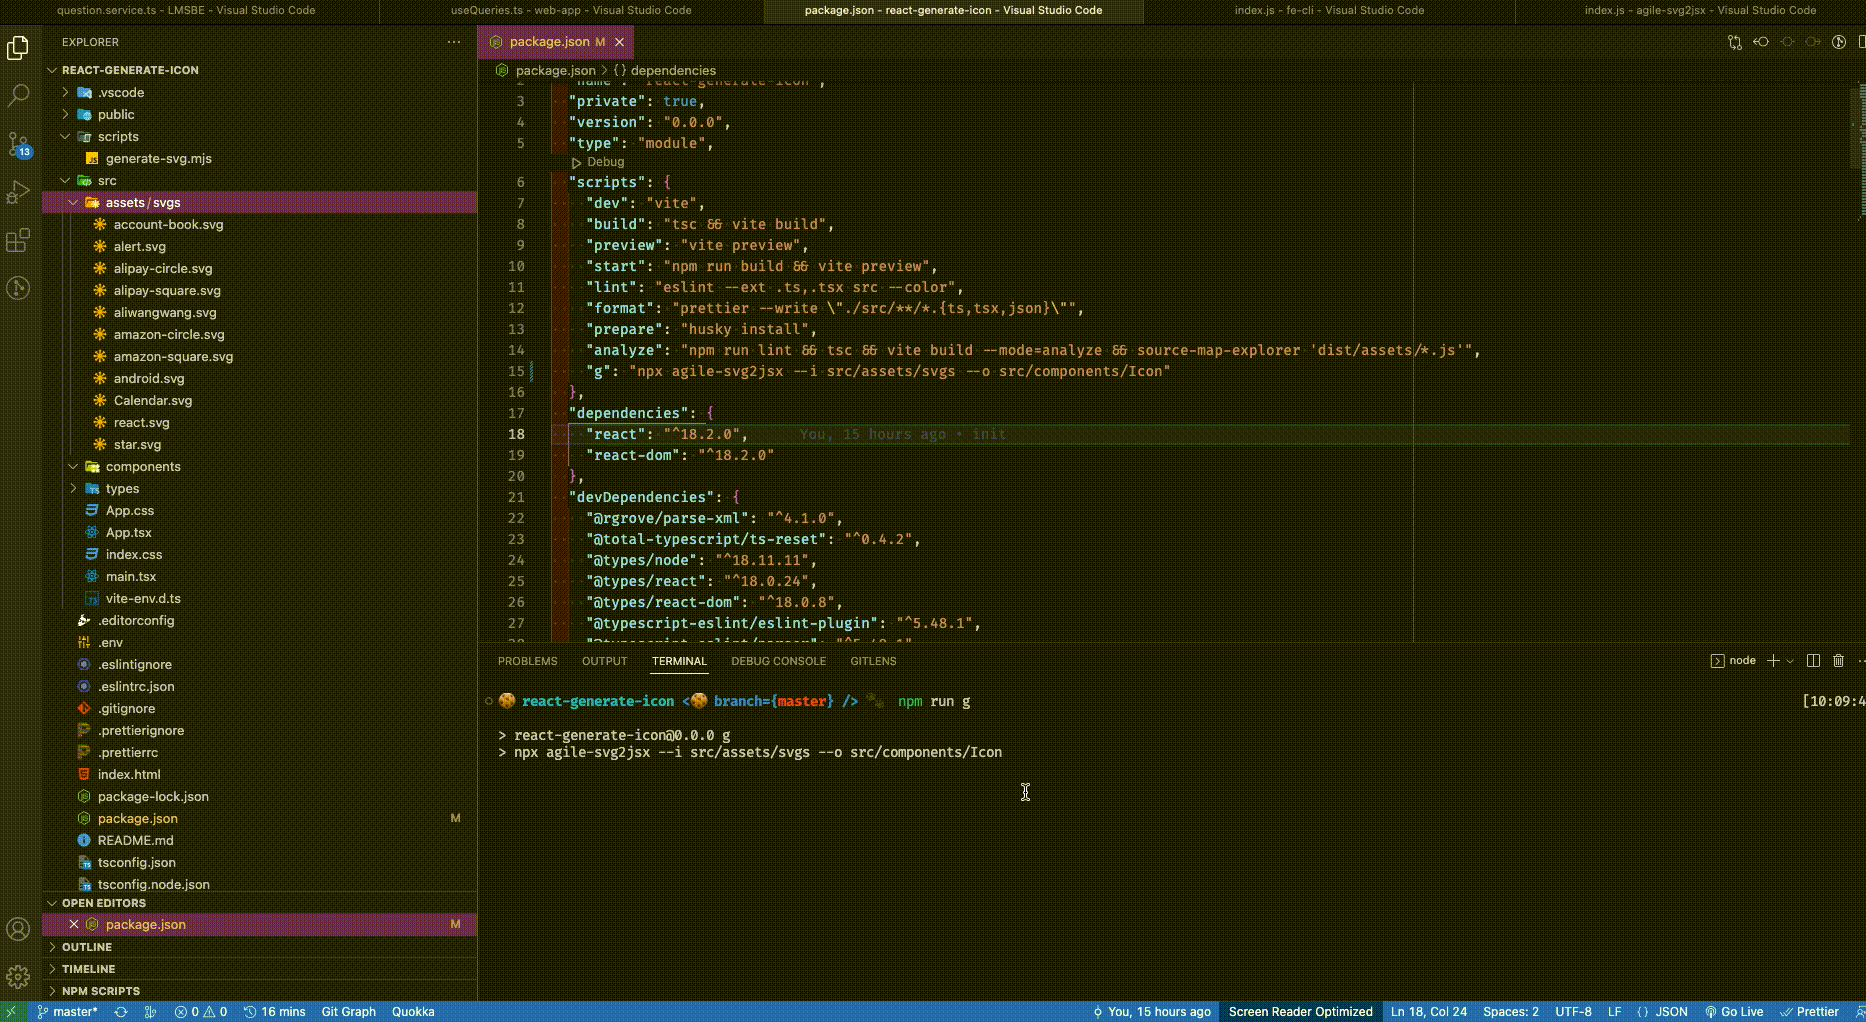 question.service.ts - LMSBE - Visual Studio Code
useQueries.ts - web-app - Visual Studio Code
package.json - react-generate-icon - Visual Studio Code
index.js - fe-cli - Visual Studio Code
index.js - agile-svg2jsx - Visual Studio Code
EXPLORER
REACT-GENERATE-ICON
.vscode
public
scripts
generate-svg.mjs
src
assets/svgs
account-book.svg
alert.svg
alipay-circle.svg
alipay-square.svg
aliwangwang.svg
amazon-circle.svg
amazon-square.svg
android.svg
Calendar.svg
react.svg
star.svg
components
types
App.css
App.tsx
index.css
main.tsx
vite-env.d.ts
.editorconfig
.env
.eslintignore
.eslintrc.json
.gitignore
.prettierignore
.prettierrc
index.html
package-lock.json
package.json M
README.md
tsconfig.json
tsconfig.node.json
OPEN EDITORS
package.json M
OUTLINE
TIMELINE
NPM SCRIPTS
13
package.json M
package.json > {} dependencies
2 "name": "react-generate-icon",
3 "private": true,
4 "version": "0.0.0",
5 "type": "module",
Debug
6 "scripts": {
7 "dev": "vite",
8 "build": "tsc && vite build",
9 "preview": "vite preview",
10 "start": "npm run build && vite preview",
11 "lint": "eslint --ext .ts,.tsx src --color",
12 "format": "prettier --write \"./src/**/*.{ts,tsx,json}\"",
13 "prepare": "husky install",
14 "analyze": "npm run lint && tsc && vite build --mode=analyze && source-map-explorer 'dist/assets/*.js'",
15 "g": "npx agile-svg2jsx --i src/assets/svgs --o src/components/Icon"
16 },
17 "dependencies": {
18 "react": "^18.2.0", You, 15 hours ago • init
19 "react-dom": "^18.2.0"
20 },
21 "devDependencies": {
22 "@rgrove/parse-xml": "^4.1.0",
23 "@total-typescript/ts-reset": "^0.4.2",
24 "@types/node": "^18.11.11",
25 "@types/react": "^18.0.24",
26 "@types/react-dom": "^18.0.8",
27 "@typescript-eslint/eslint-plugin": "^5.48.1",
28 "@typescript-eslint/parser": "^5.48.1",
PROBLEMS OUTPUT TERMINAL DEBUG CONSOLE GITLENS
node
react-generate-icon < branch={master} /> npm run g [10:09:4
> react-generate-icon@0.0.0 g
> npx agile-svg2jsx --i src/assets/svgs --o src/components/Icon
master* 0 0 16 mins Git Graph Quokka You, 15 hours ago Screen Reader Optimized Ln 18, Col 24 Spaces: 2 UTF-8 LF {} JSON Go Live Prettier